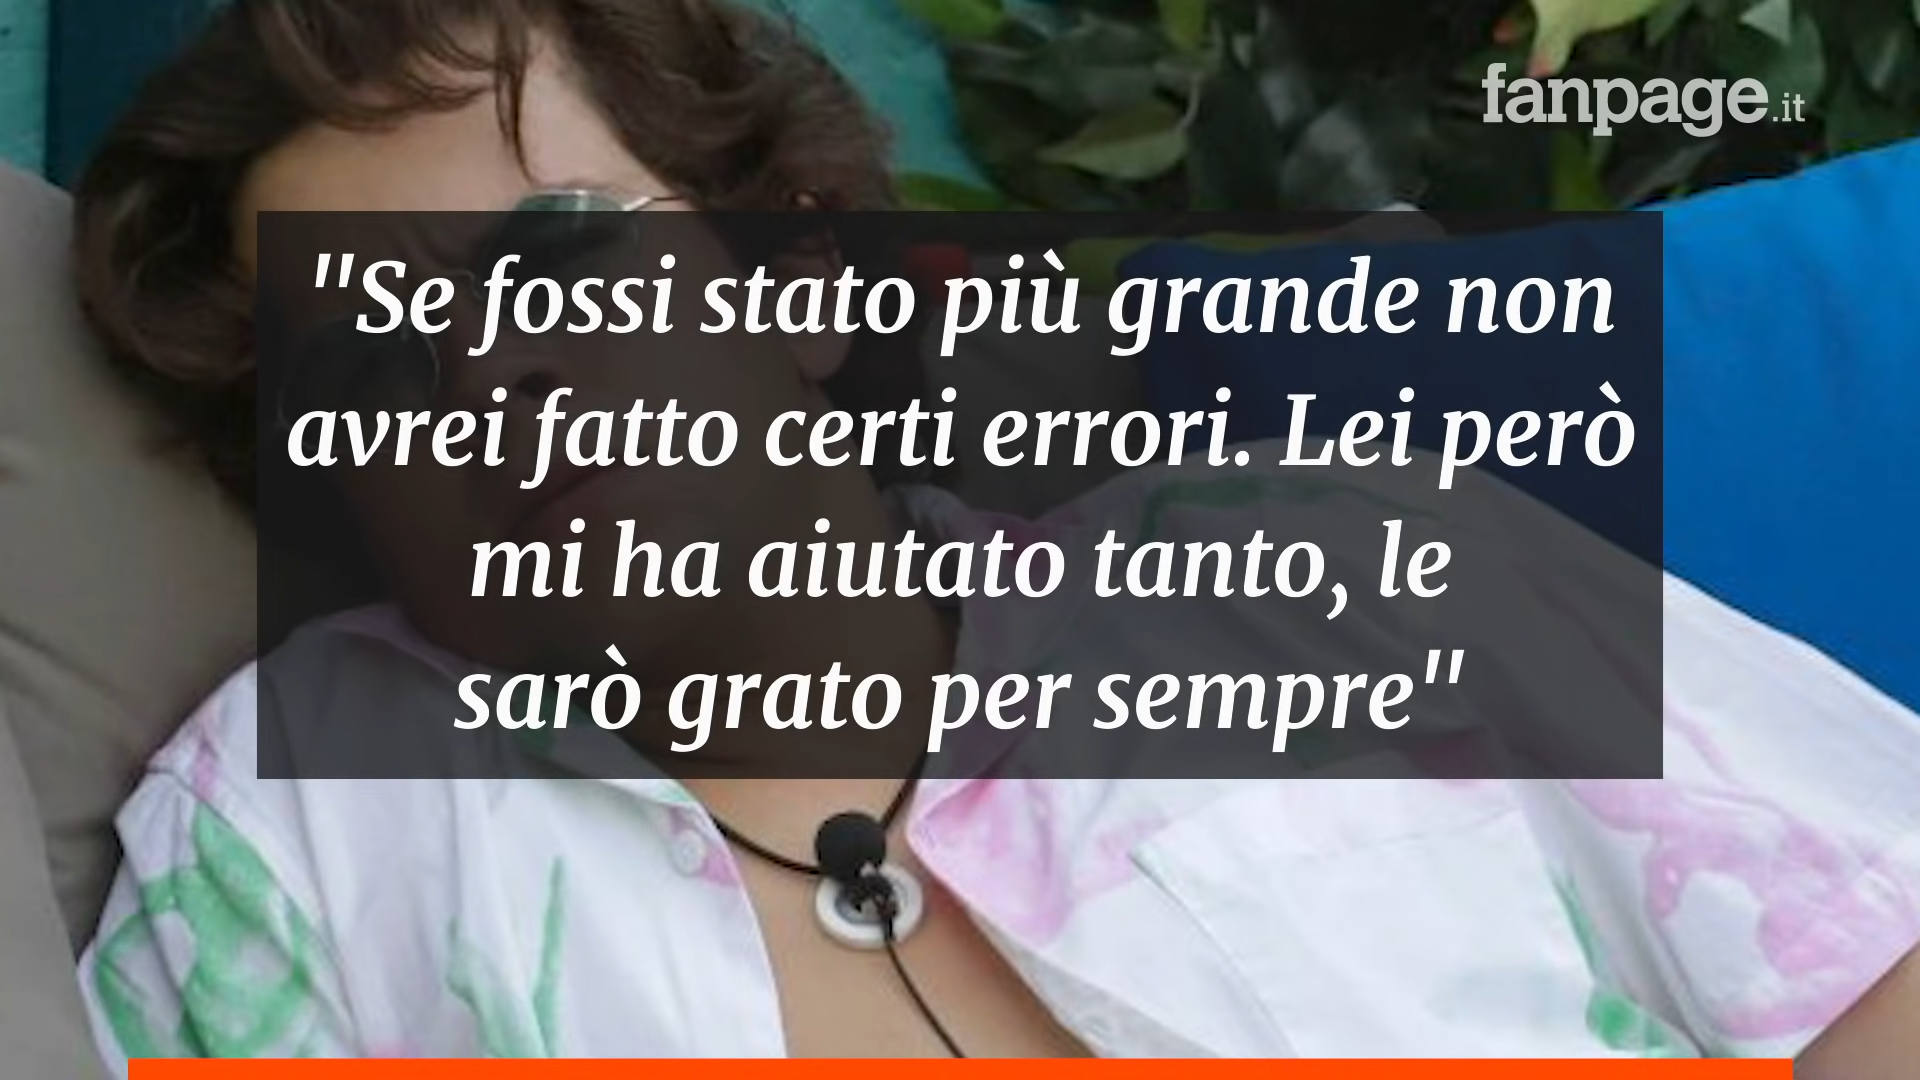 fanpage.it
"Se fossi stato più grande non
avrei fatto certi errori. Lei però
mi ha aiutato tanto, le
sarò grato per sempre"